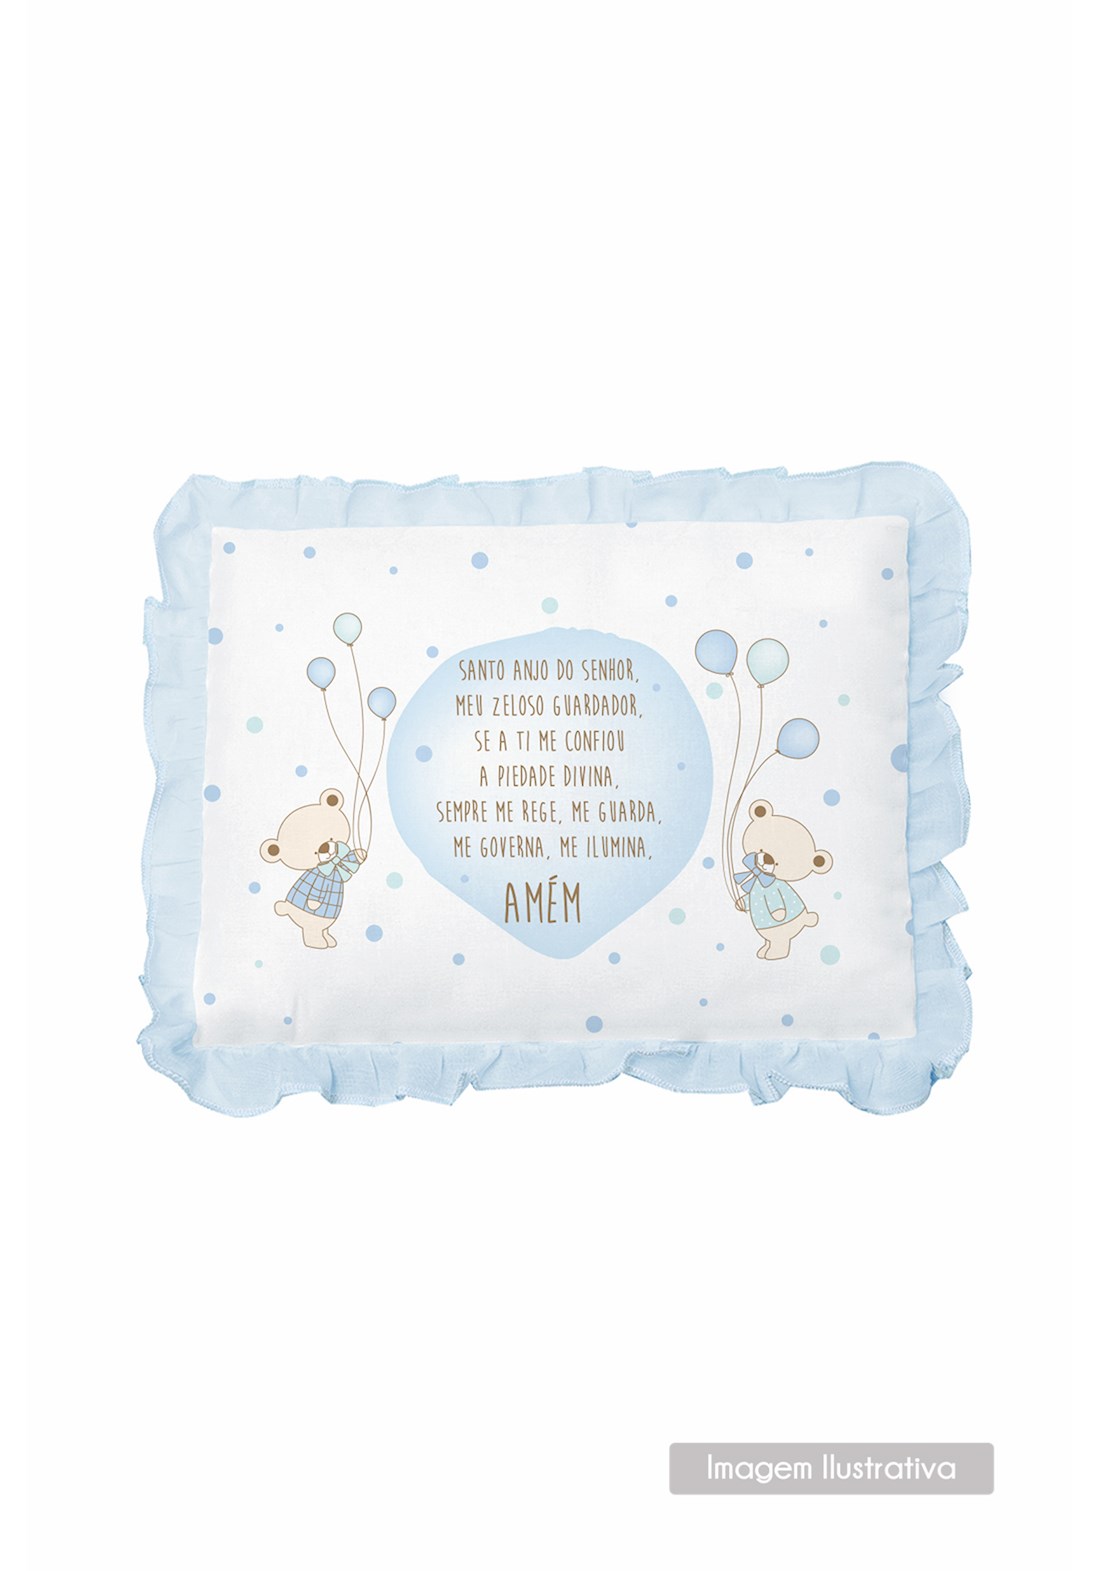 SANTO ANJO DO SENHOR,
MEU ZELOSO GUARDADOR,
SE A TI ME CONFIOU
A PIEDADE DIVINA,
SEMPRE ME REGE, ME GUARDA,
ME GOVERNA, ME ILUMINA,
AMÉM
Imagem Ilustrativa